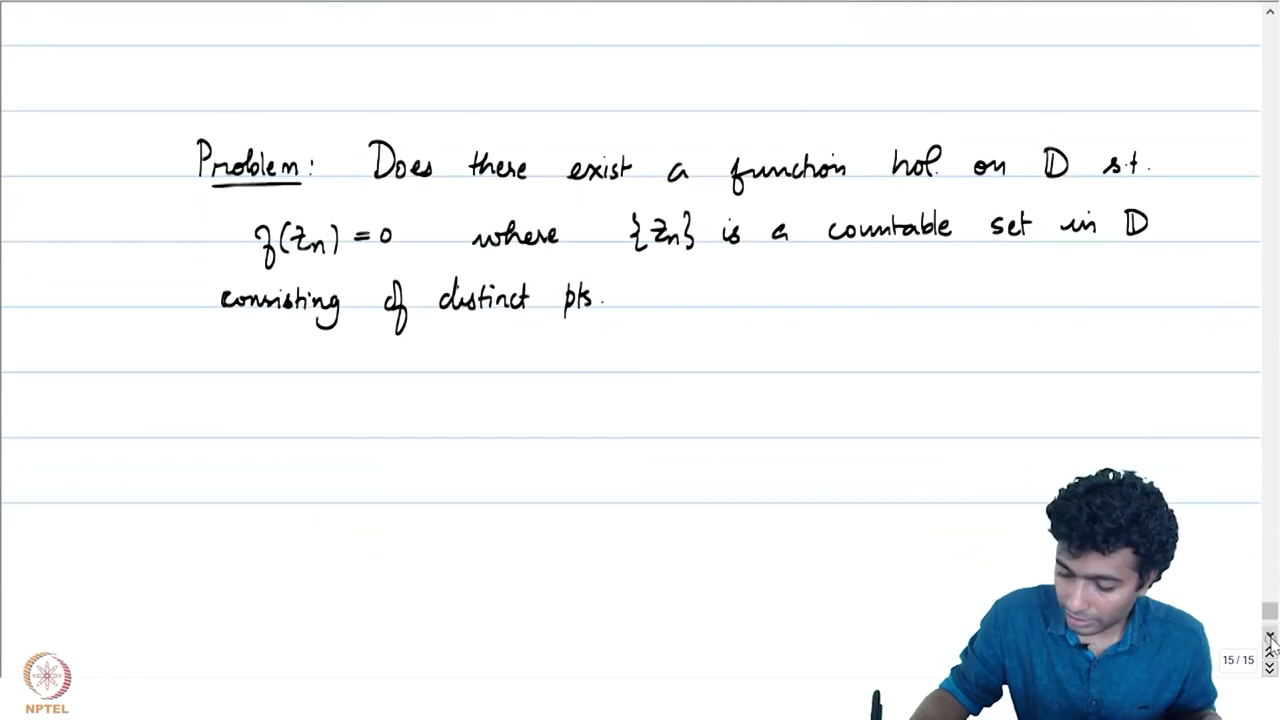 Problem: Does there exist a function hol. on 𝔻 s.t.
f(zₙ) = 0 where {zₙ} is a countable set in 𝔻
consisting of distinct pts.
15 / 15
NPTEL